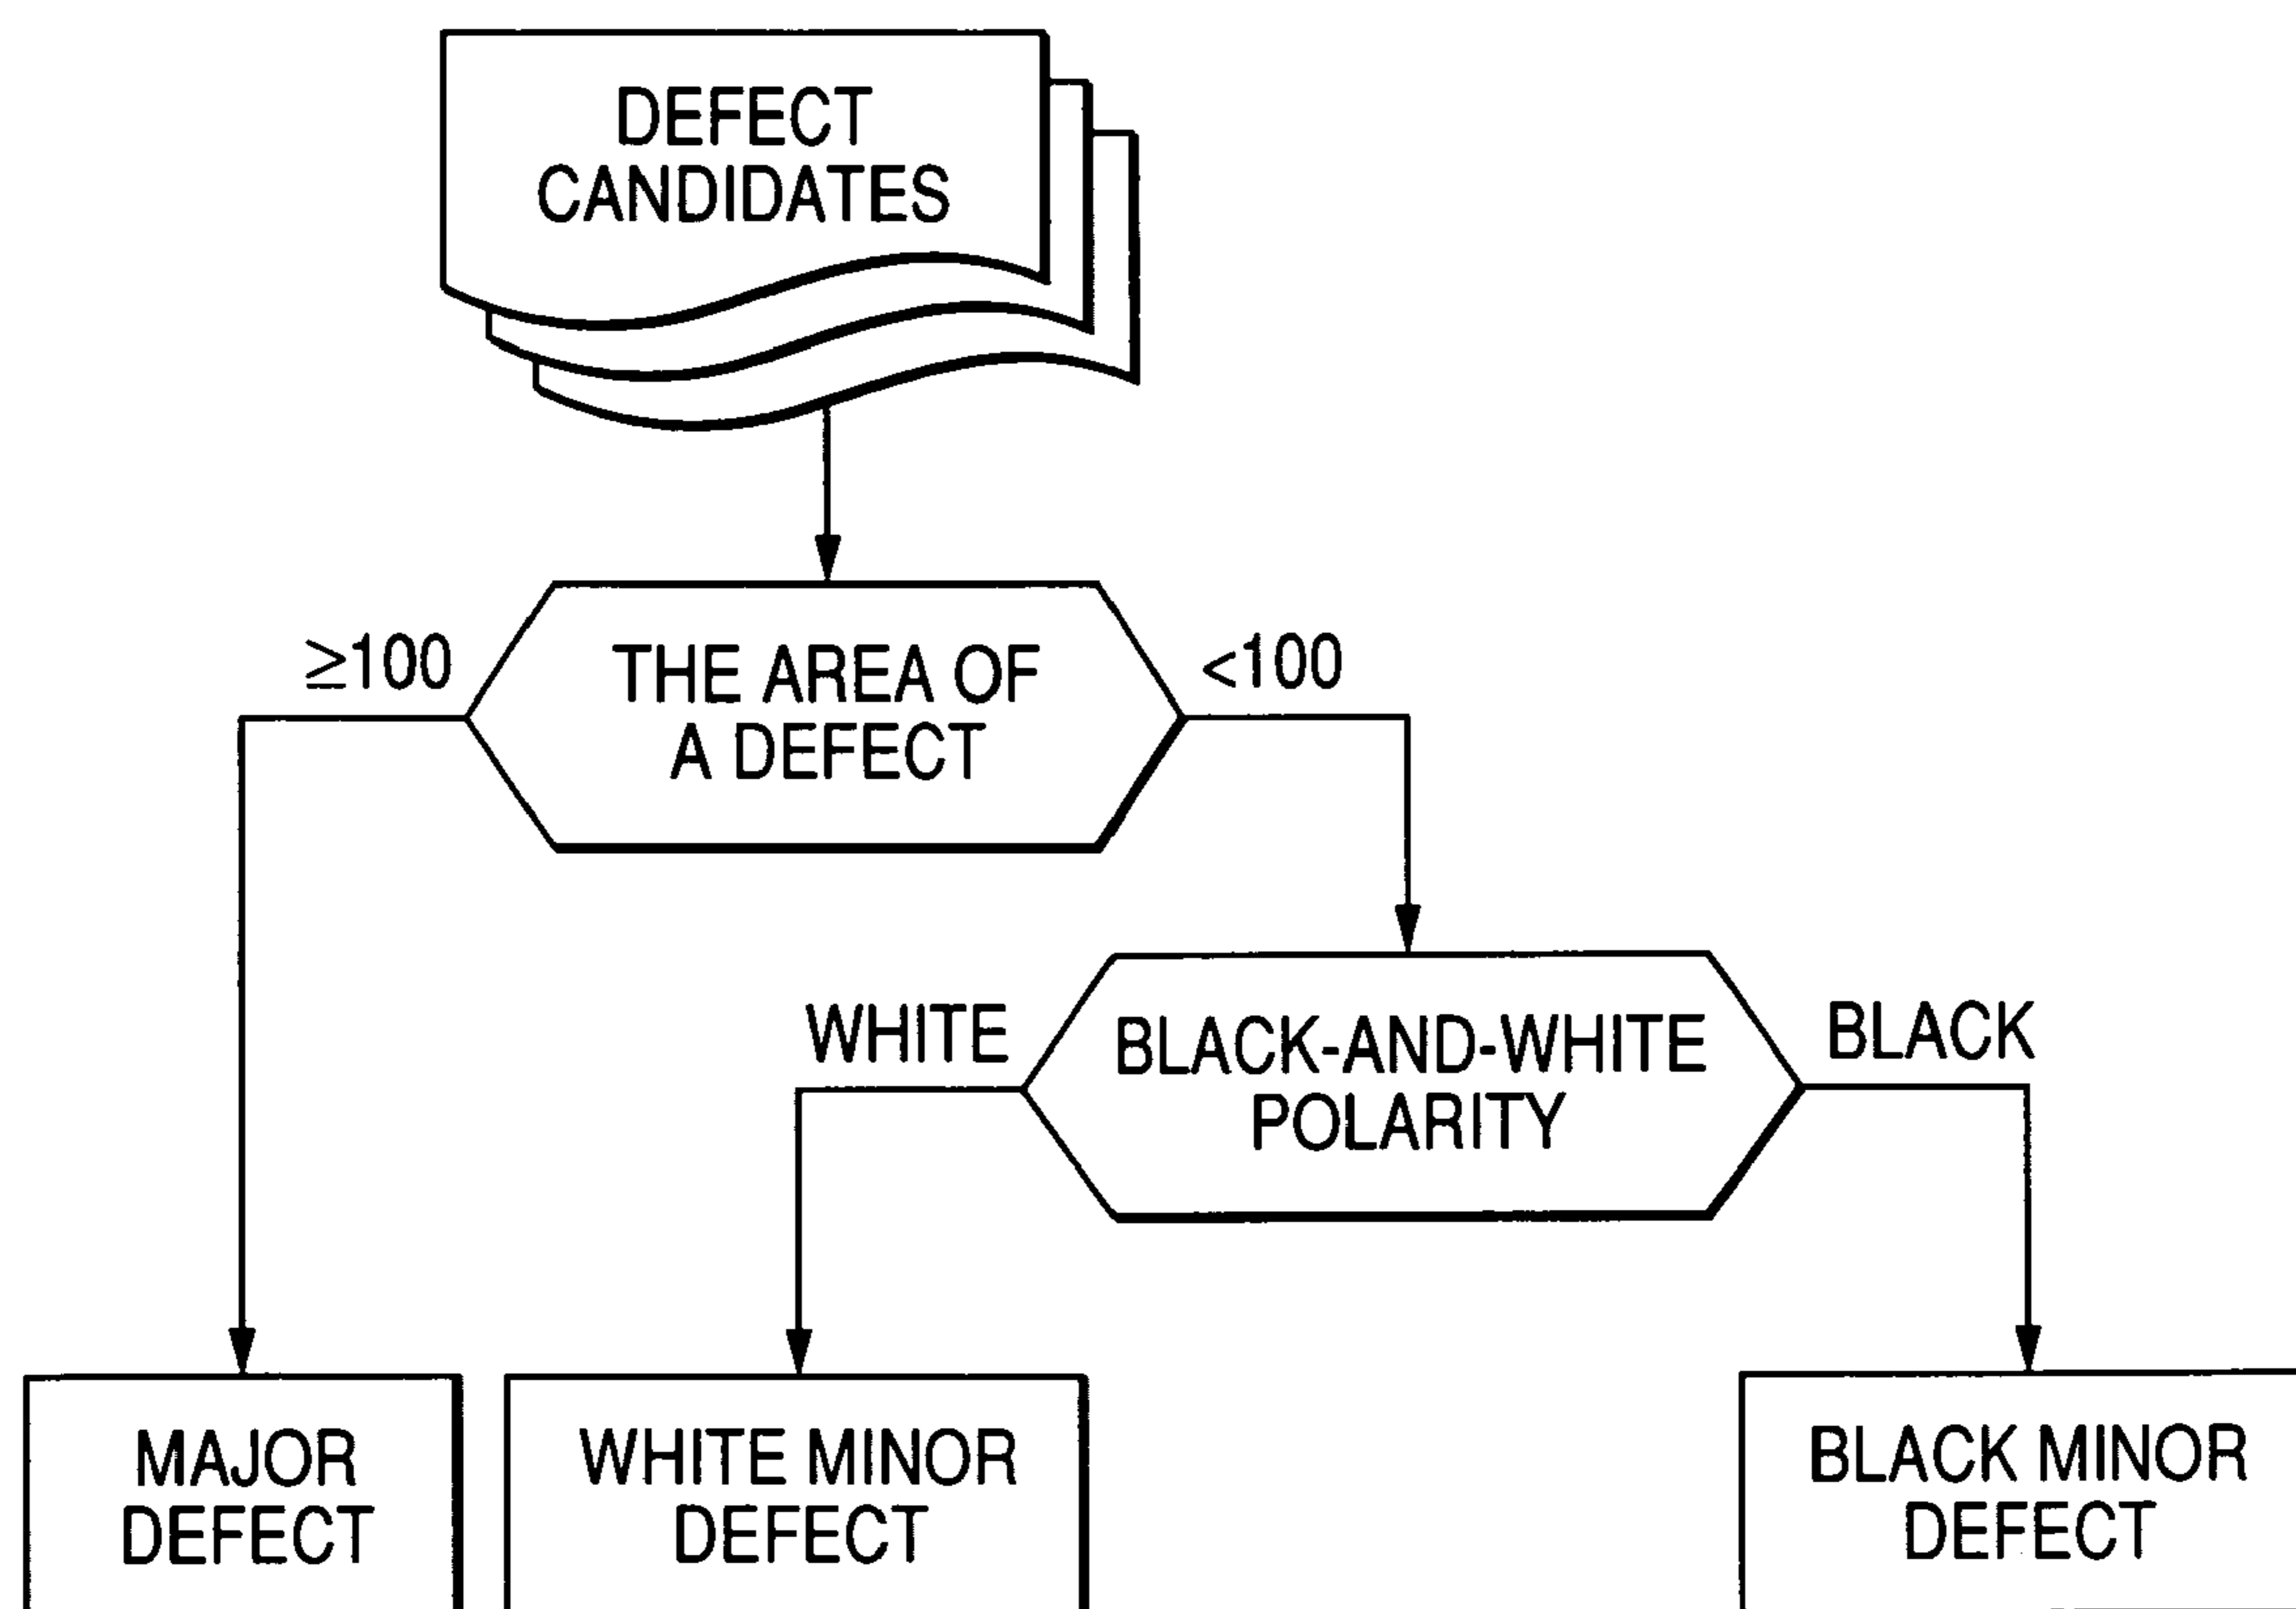 DEFECT
CANDIDATES
≥100
THE AREA OF
A DEFECT
<100
WHITE
BLACK-AND-WHITE
POLARITY
BLACK
MAJOR
DEFECT
WHITE MINOR
DEFECT
BLACK MINOR
DEFECT